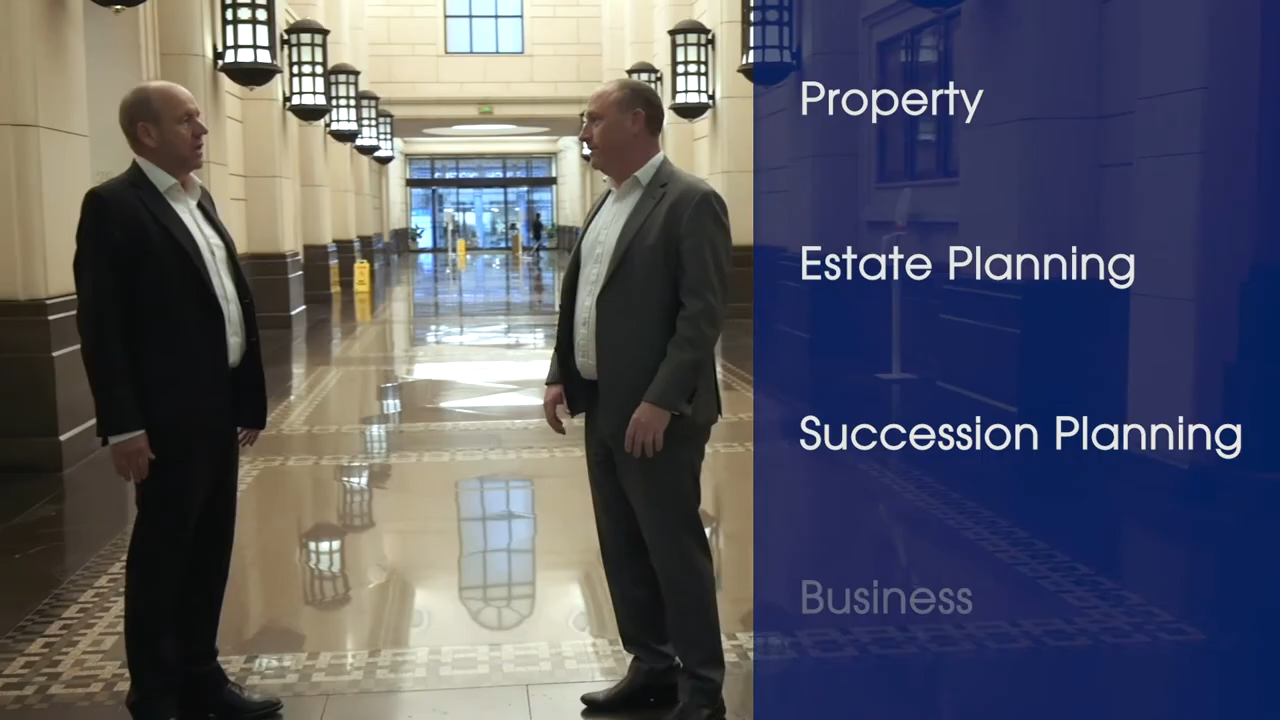 Property
Estate Planning
Succession Planning
Business